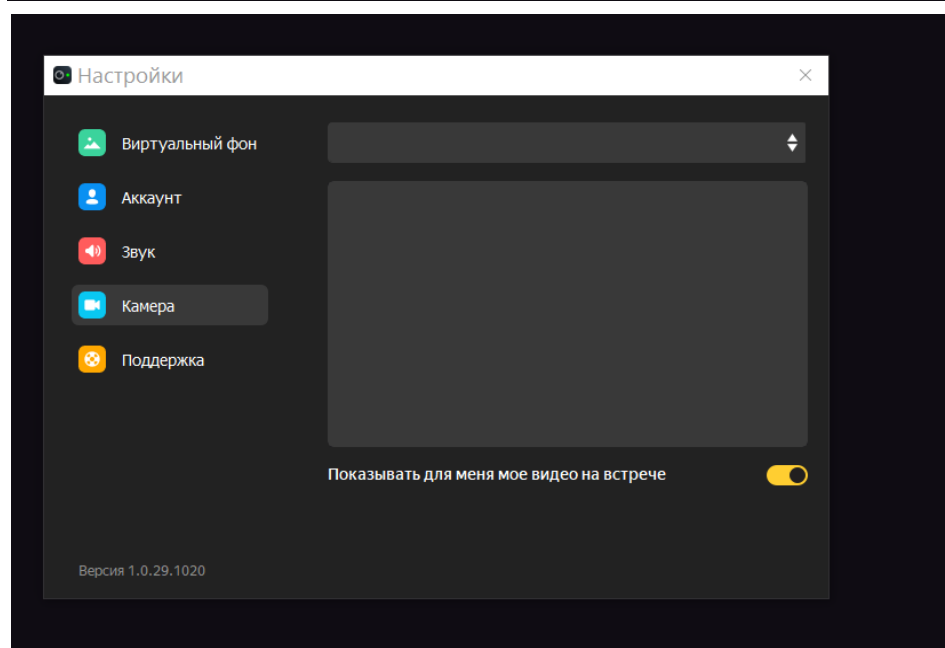 Настройки
Виртуальный фон
Аккаунт
Звук
Камера
Поддержка
Показывать для меня мое видео на встрече
Версия 1.0.29.1020